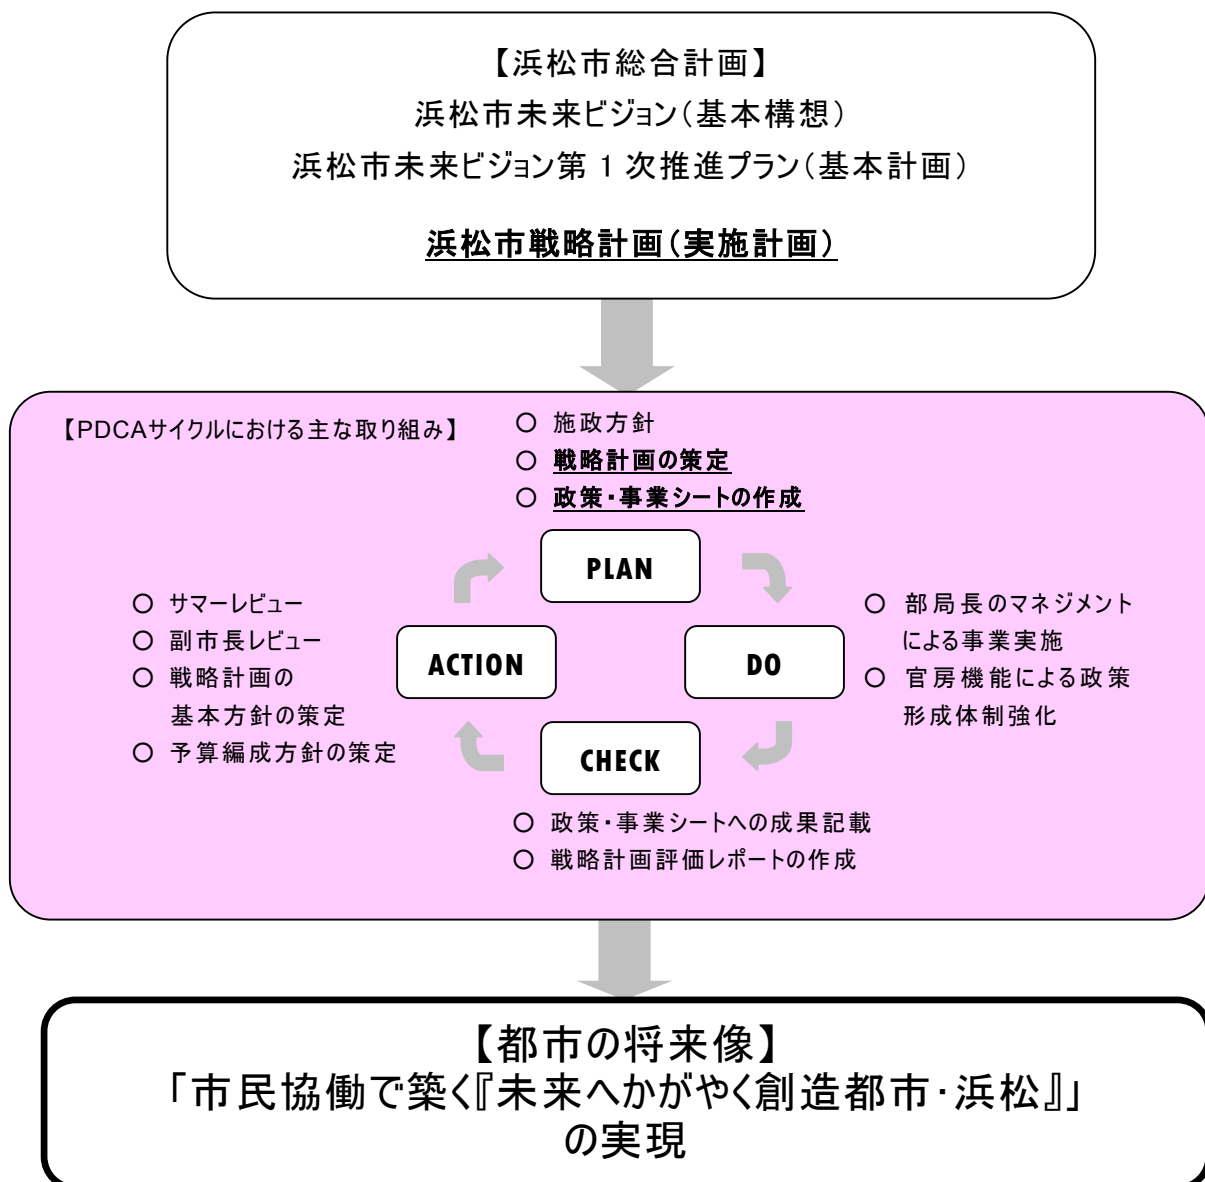 【浜松市総合計画】
浜松市未来ビジョン（基本構想）
浜松市未来ビジョン第１次推進プラン（基本計画）
浜松市戦略計画（実施計画）
【PDCAサイクルにおける主な取り組み】
○ 施政方針
○ 戦略計画の策定
○ 政策・事業シートの作成
PLAN
○ サマーレビュー
○ 副市長レビュー
○ 戦略計画の
基本方針の策定
○ 予算編成方針の策定
ACTION
DO
○ 部局長のマネジメント
による事業実施
○ 官房機能による政策
形成体制強化
CHECK
○ 政策・事業シートへの成果記載
○ 戦略計画評価レポートの作成
【都市の将来像】
「市民協働で築く『未来へかがやく創造都市・浜松』」
の実現